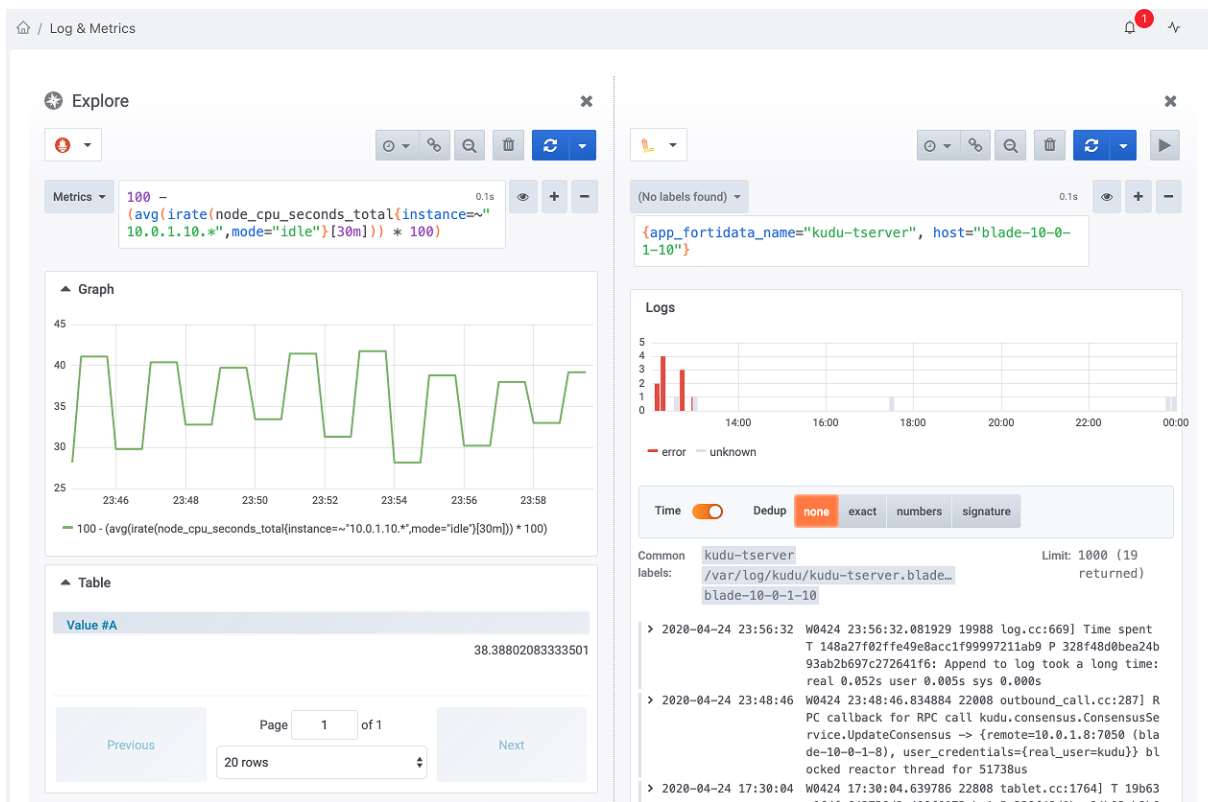 / Log & Metrics
1
Explore
Metrics
100 -
0.1s
(avg(irate(node_cpu_seconds_total{instance=~"
10.0.1.10.*",mode="idle"}[30m])) * 100)
Graph
45
40
35
30
25
23:46 23:48 23:50 23:52 23:54 23:56 23:58
100 - (avg(irate(node_cpu_seconds_total{instance=~"10.0.1.10.*",mode="idle"}[30m])) * 100)
Table
Value #A
38.38802083333501
Previous
Page 1 of 1
20 rows
Next
(No labels found)
0.1s
{app_fortidata_name="kudu-tserver", host="blade-10-0-
1-10"}
Logs
5
4
3
2
1
0
14:00 16:00 18:00 20:00 22:00 00:00
error unknown
Time Dedup none exact numbers signature
Common
labels:
kudu-tserver
/var/log/kudu/kudu-tserver.blade…
blade-10-0-1-10
Limit: 1000 (19
returned)
2020-04-24 23:56:32 W0424 23:56:32.081929 19988 log.cc:669] Time spent
T 148a27f02ffe49e8acc1f99997211ab9 P 328f48d0bea24b
93ab2b697c272641f6: Append to log took a long time:
real 0.052s user 0.005s sys 0.000s
2020-04-24 23:48:46 W0424 23:48:46.834884 22008 outbound_call.cc:287] R
PC callback for RPC call kudu.consensus.ConsensusSe
rvice.UpdateConsensus -> {remote=10.0.1.8:7050 (bla
de-10-0-1-8), user_credentials={real_user=kudu}} bl
ocked reactor thread for 51738us
2020-04-24 17:30:04 W0424 17:30:04.639786 22808 tablet.cc:1764] T 19b63